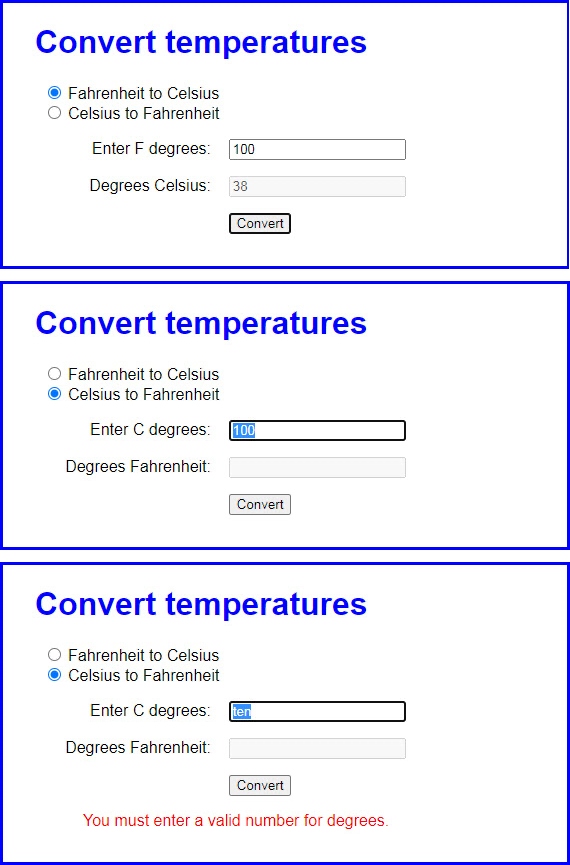 Convert temperatures
Fahrenheit to Celsius
Celsius to Fahrenheit
Enter F degrees: 100
Degrees Celsius: 38
Convert
Convert temperatures
Fahrenheit to Celsius
Celsius to Fahrenheit
Enter C degrees: 100
Degrees Fahrenheit:
Convert
Convert temperatures
Fahrenheit to Celsius
Celsius to Fahrenheit
Enter C degrees: ten
Degrees Fahrenheit:
Convert
You must enter a valid number for degrees.